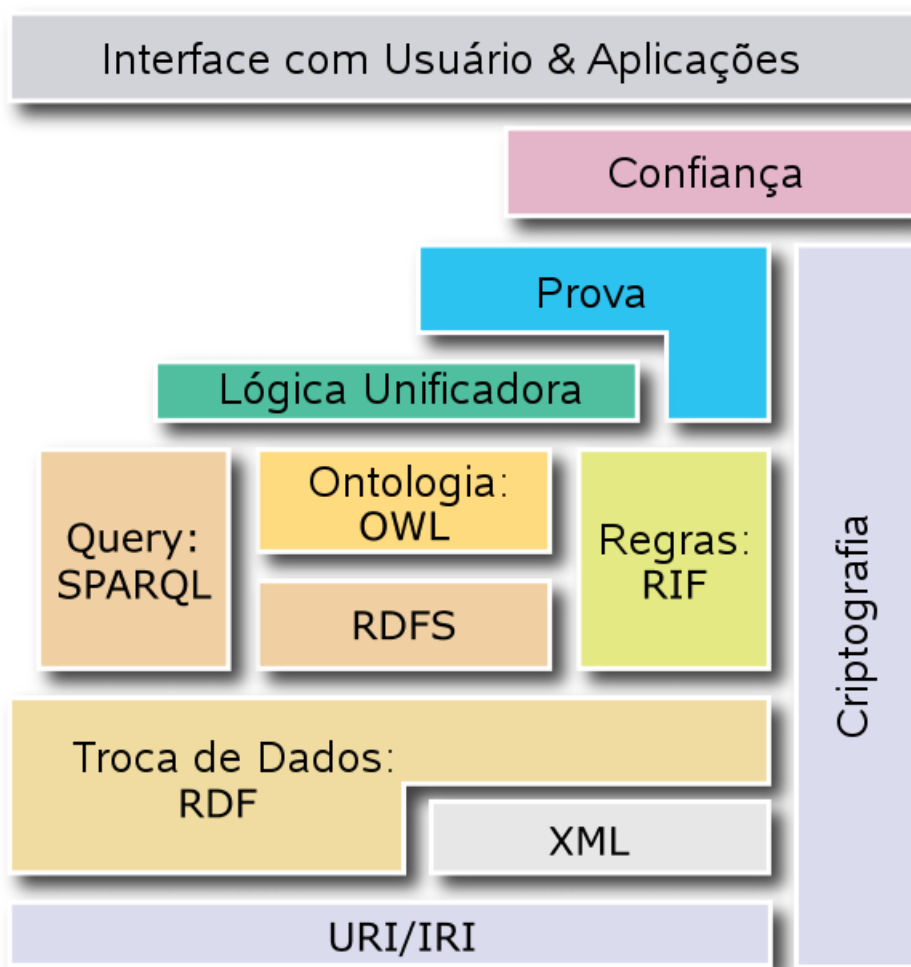 Interface com Usuário & Aplicações
Confiança
Prova
Lógica Unificadora
Query:
SPARQL
Ontologia:
OWL
RDFS
Regras:
RIF
Criptografia
Troca de Dados:
RDF
XML
URI/IRI